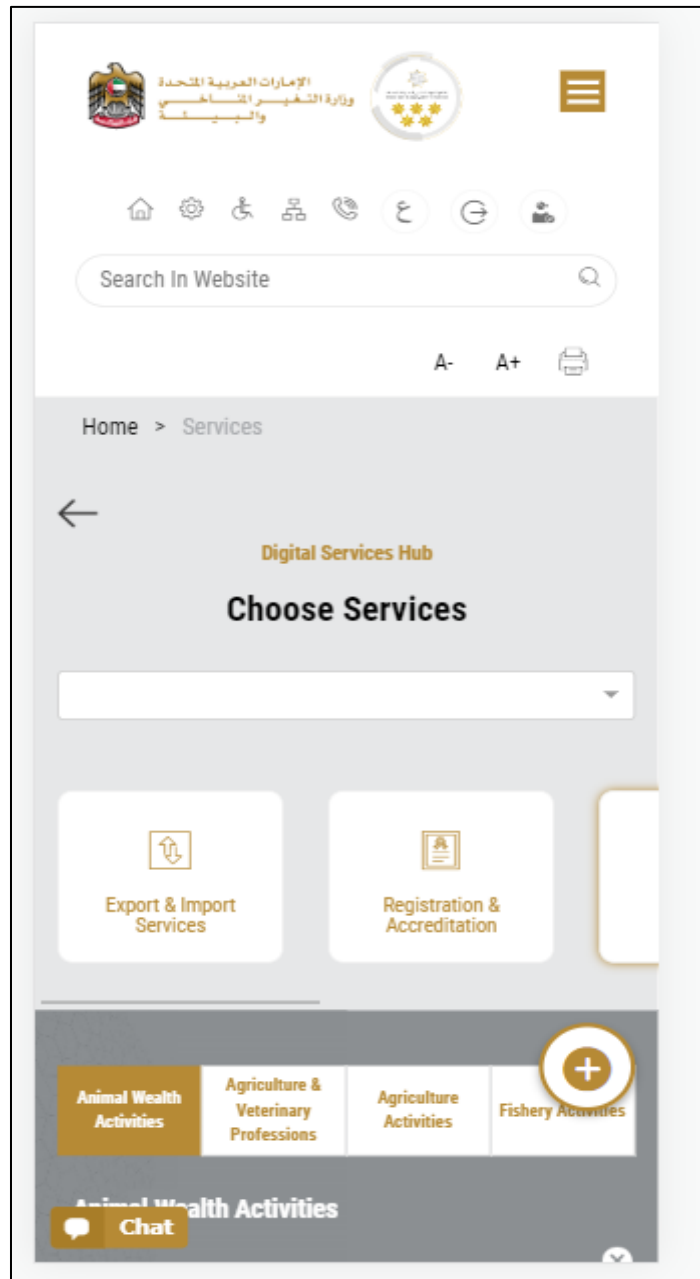 الإمارات العربية المتحدة
وزارة التغيير المناخي
والبيئة
ع
Search In Website
A- A+
Home > Services
Digital Services Hub
Choose Services
Export & Import
Services
Registration &
Accreditation
Animal Wealth
Activities
Agriculture &
Veterinary
Professions
Agriculture
Activities
Fishery Activities
Animal Wealth Activities
Chat